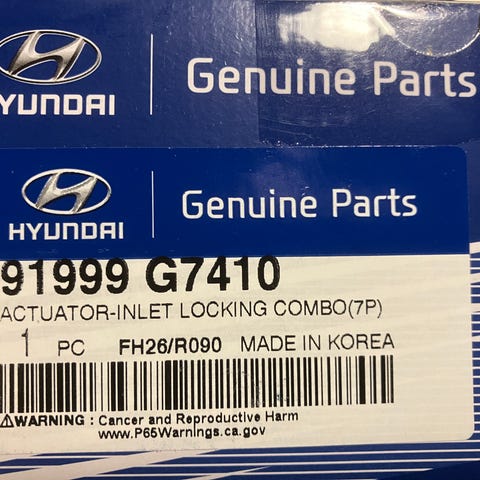 YUNDAI
Genuine Parts
HYUNDAI
Genuine Parts
91999 G7410
ACTUATOR-INLET LOCKING COMBO(7P)
1 PC FH26/R090 MADE IN KOREA
⚠WARNING : Cancer and Reproductive Harm
www.P65Warnings.ca.gov